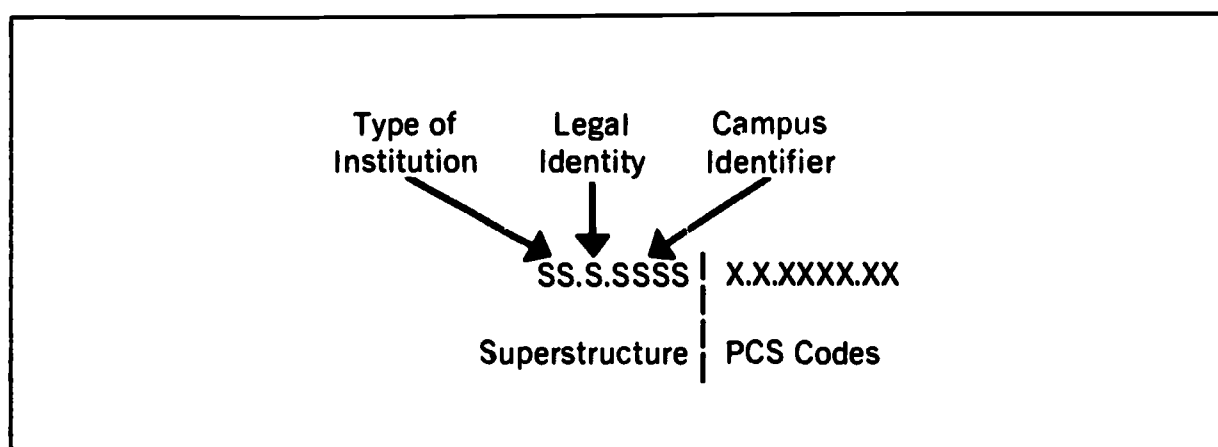 Type of Institution
Legal Identity
Campus Identifier
SS.S.SSSS | X.X.XXXX.XX
Superstructure | PCS Codes